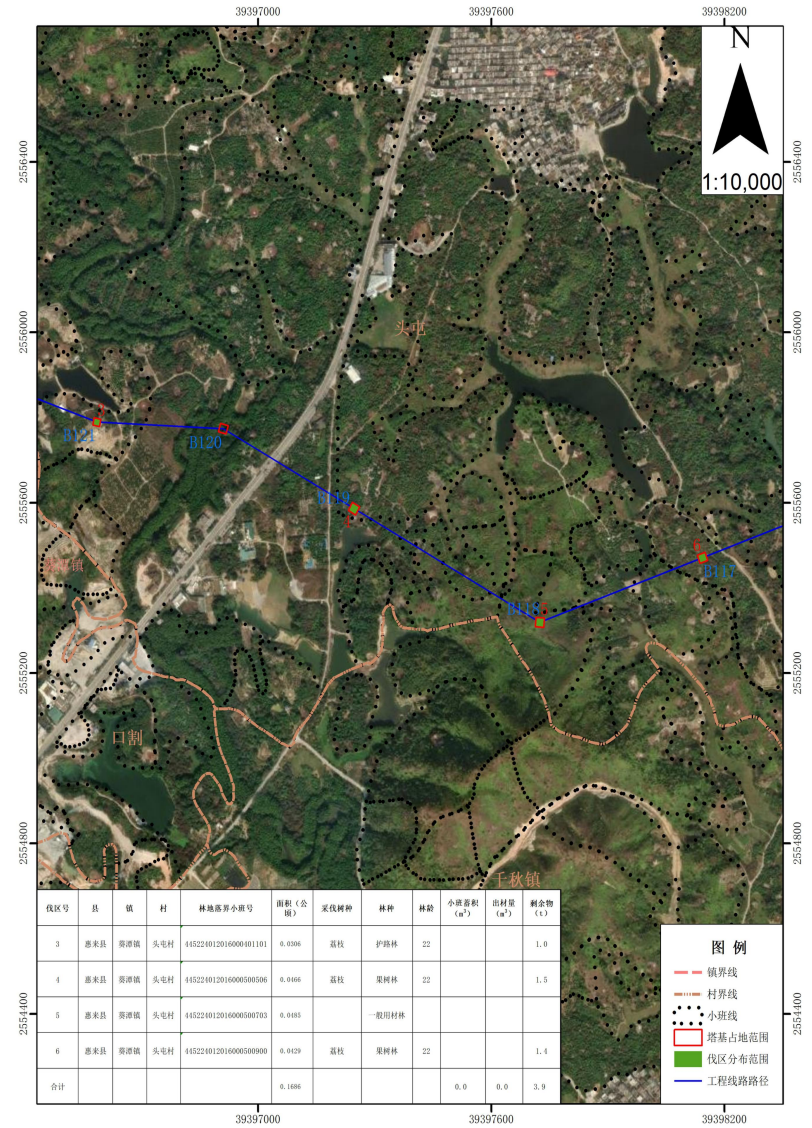 39397000 39397600 39398200
N
1:10,000
2556400 2556400
头屯
2556000 2556000
B121
B120
2555600 2555600
B117
2555200 2555200
口割
2554800 2554800
千秋镇
伐区号 县 镇 村 林地落界小班号 面积（公顷） 采伐树种 林种 林龄 小班蓄积（m³） 出材量（m³） 剩余物（t）
3 惠来县 葵潭镇 头屯村 445224012016000401101 0.0306 荔枝 护路林 22 1.0
4 惠来县 葵潭镇 头屯村 445224012016000500506 0.0466 荔枝 果树林 22 1.5
5 惠来县 葵潭镇 头屯村 445224012016000500703 0.0485 一般用材林
6 惠来县 葵潭镇 头屯村 445224012016000500900 0.0429 荔枝 果树林 22 1.4
合计 0.1686 0.0 0.0 3.9
图 例
镇界线
村界线
小班线
塔基占地范围
伐区分布范围
工程线路路径
2554400 2554400
39397000 39397600 39398200